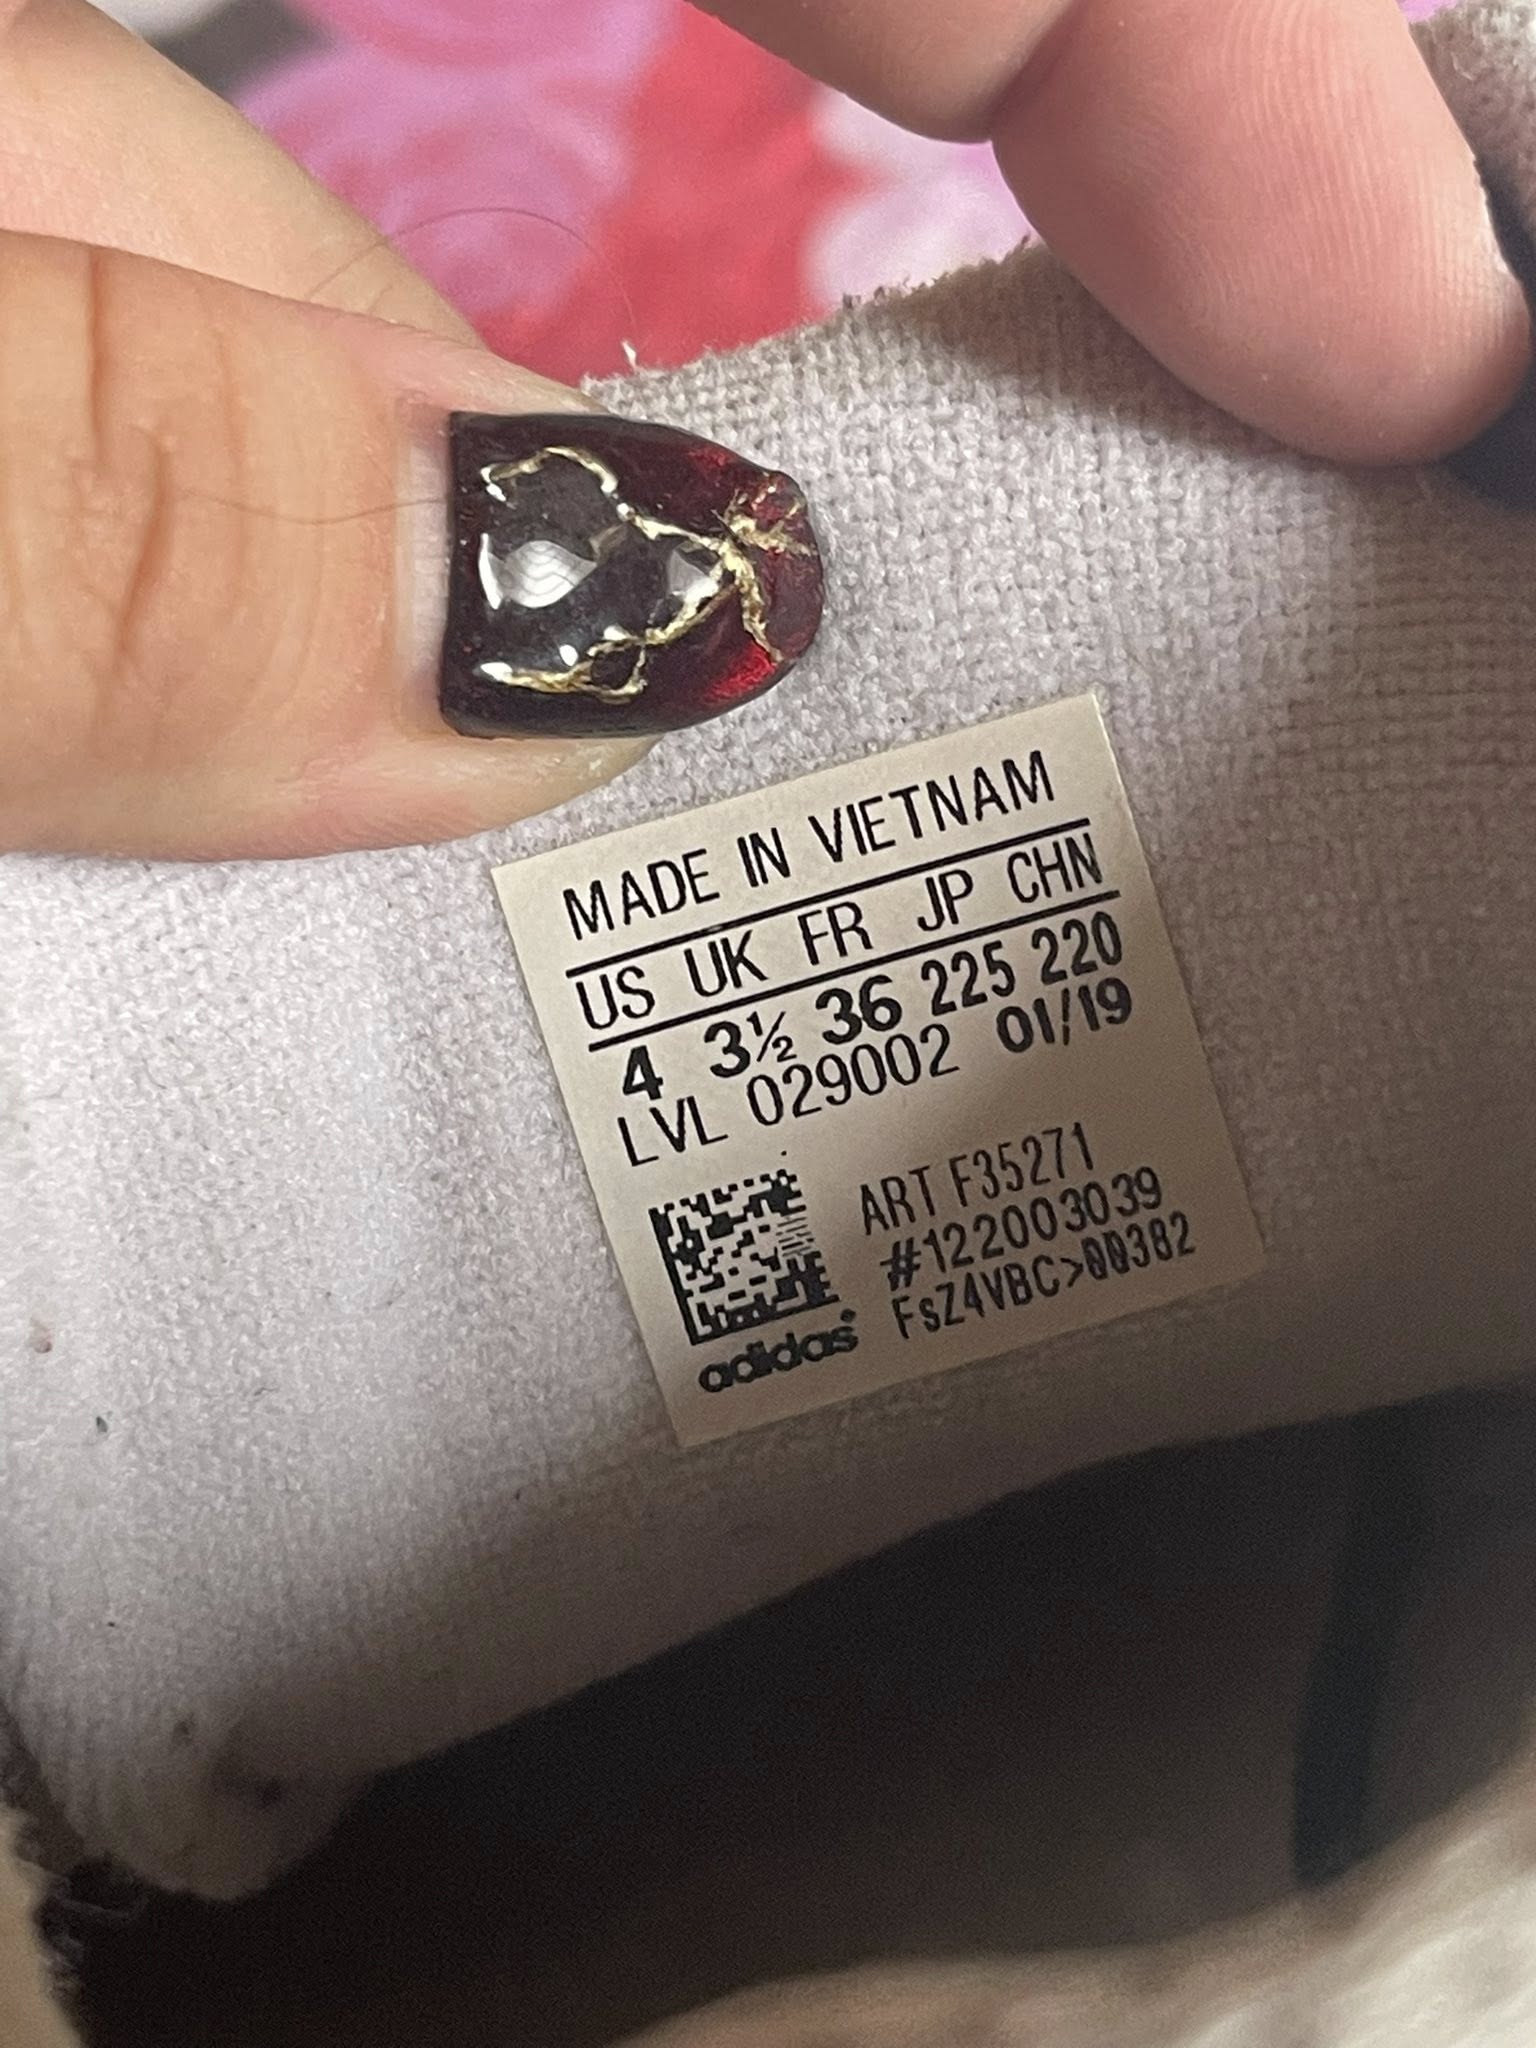 MADE IN VIETNAM
US UK FR JP CHN
4 3½ 36 225 220
LVL 029002 01/19
ART F35271
#122003039
FsZ4VBC>00382
adidas